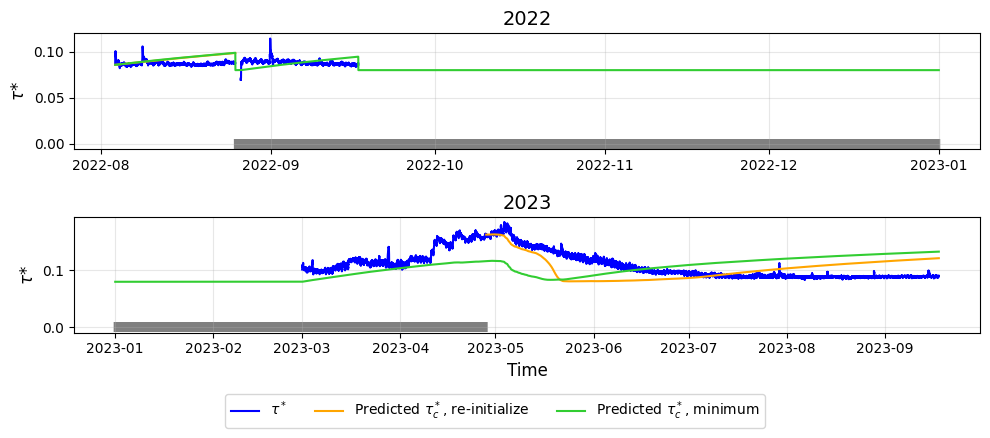 2022
0.10
0.05
0.00
τ*
2022-08 2022-09 2022-10 2022-11 2022-12 2023-01
2023
0.1
0.0
τ*
2023-01 2023-02 2023-03 2023-04 2023-05 2023-06 2023-07 2023-08 2023-09
Time
τ* Predicted τ*c, re-initialize Predicted τ*c, minimum